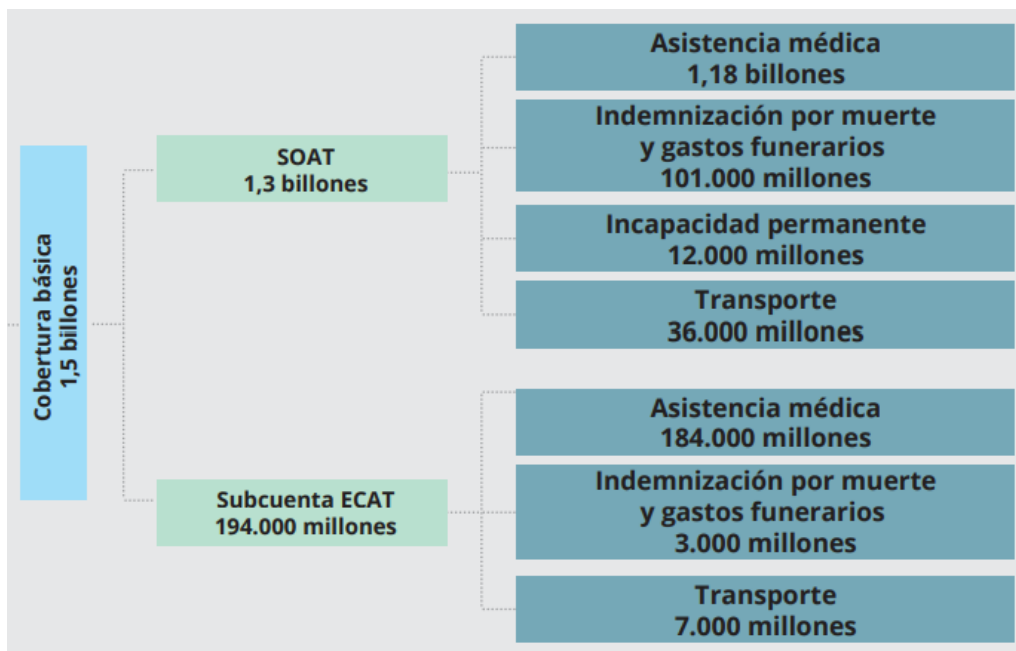 Cobertura básica
1,5 billones
SOAT
1,3 billones
Asistencia médica
1,18 billones
Indemnización por muerte
y gastos funerarios
101.000 millones
Incapacidad permanente
12.000 millones
Transporte
36.000 millones
Subcuenta ECAT
194.000 millones
Asistencia médica
184.000 millones
Indemnización por muerte
y gastos funerarios
3.000 millones
Transporte
7.000 millones